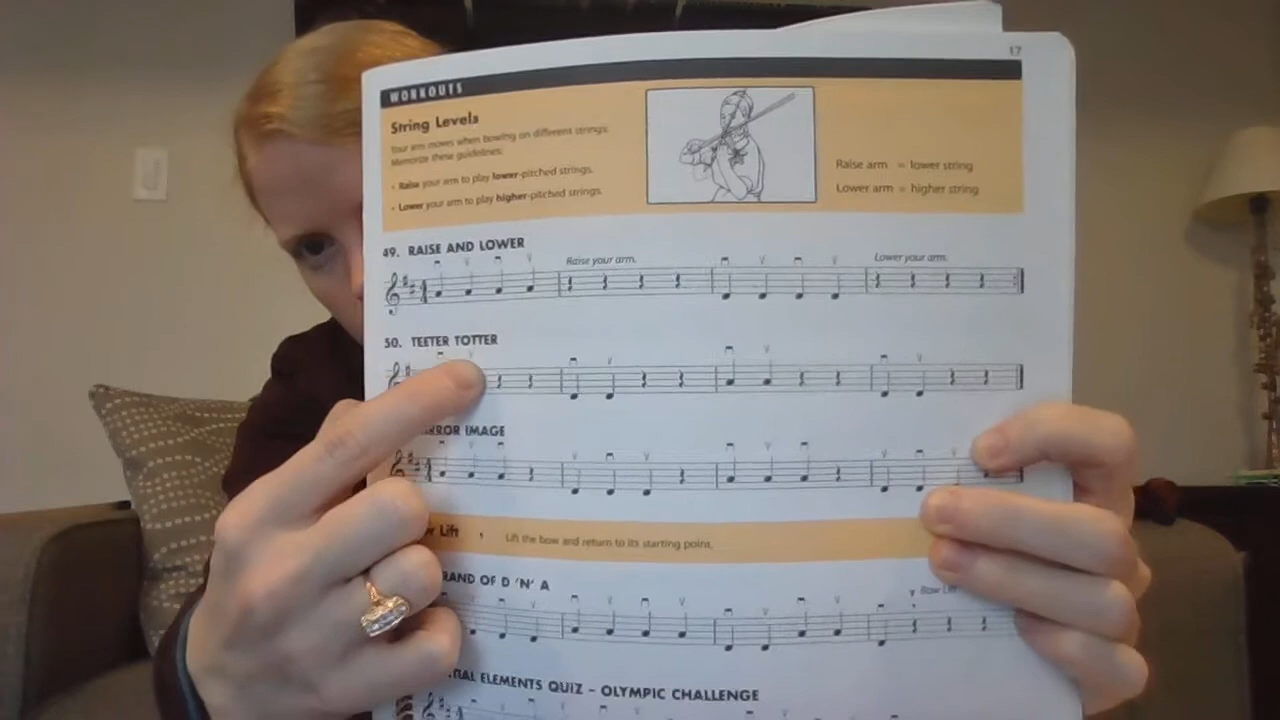 17
WORKOUTS
String Levels
Your arm moves when bowing on different strings.
Memorize these guidelines:
• Raise your arm to play lower-pitched strings.
• Lower your arm to play higher-pitched strings.
Raise arm = lower string
Lower arm = higher string
49. RAISE AND LOWER
Raise your arm.
Lower your arm.
50. TEETER TOTTER
IMAGE
Lift
Lift the bow and return to its starting point.
OF D 'N' A
Bow Lift
ELEMENTS QUIZ – OLYMPIC CHALLENGE